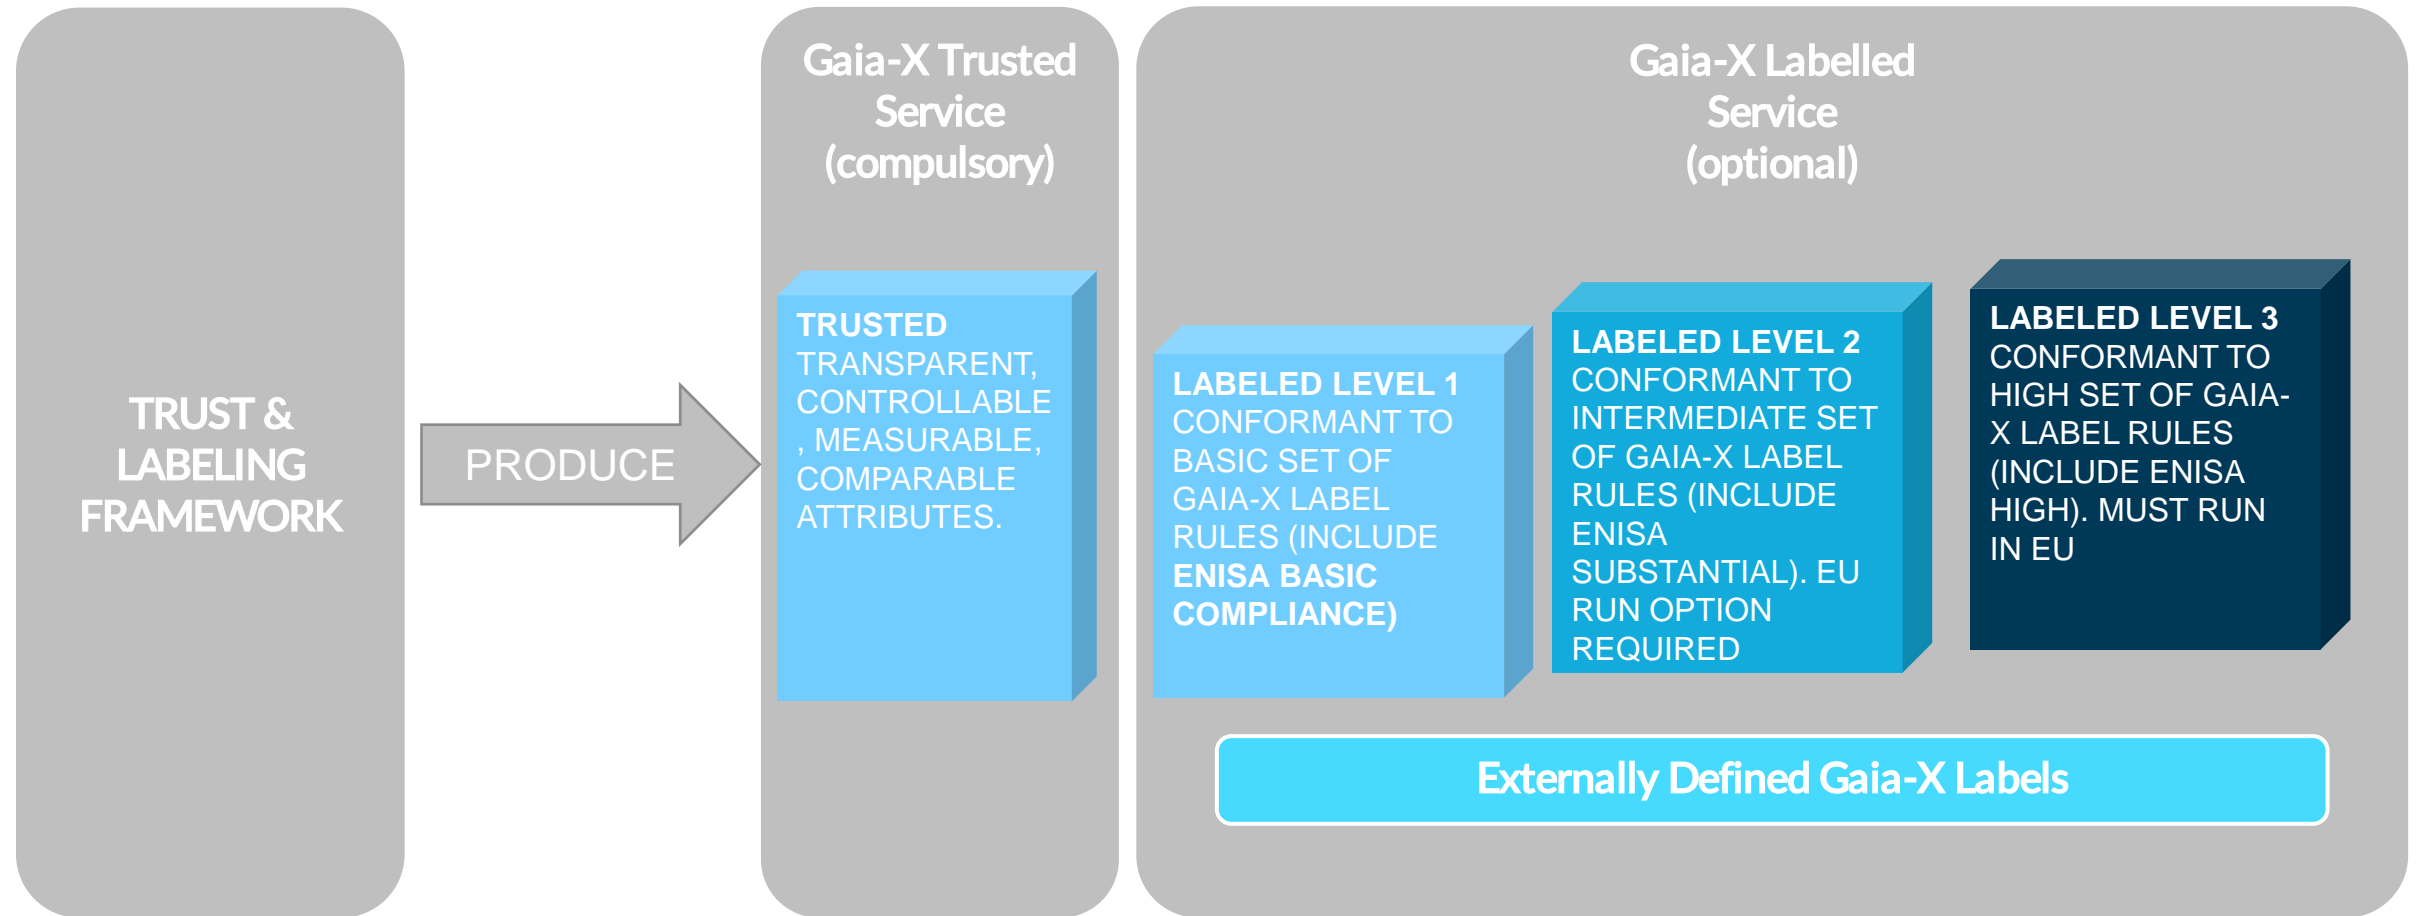 TRUST &
LABELING
FRAMEWORK
PRODUCE
Gaia-X Trusted
Service
(compulsory)
TRUSTED
TRANSPARENT,
CONTROLLABLE
, MEASURABLE,
COMPARABLE
ATTRIBUTES.
Gaia-X Labelled
Service
(optional)
LABELED LEVEL 1
CONFORMANT TO
BASIC SET OF
GAIA-X LABEL
RULES (INCLUDE
ENISA BASIC
COMPLIANCE)
LABELED LEVEL 2
CONFORMANT TO
INTERMEDIATE SET
OF GAIA-X LABEL
RULES (INCLUDE
ENISA
SUBSTANTIAL). EU
RUN OPTION
REQUIRED
LABELED LEVEL 3
CONFORMANT TO
HIGH SET OF GAIA-
X LABEL RULES
(INCLUDE ENISA
HIGH). MUST RUN
IN EU
Externally Defined Gaia-X Labels